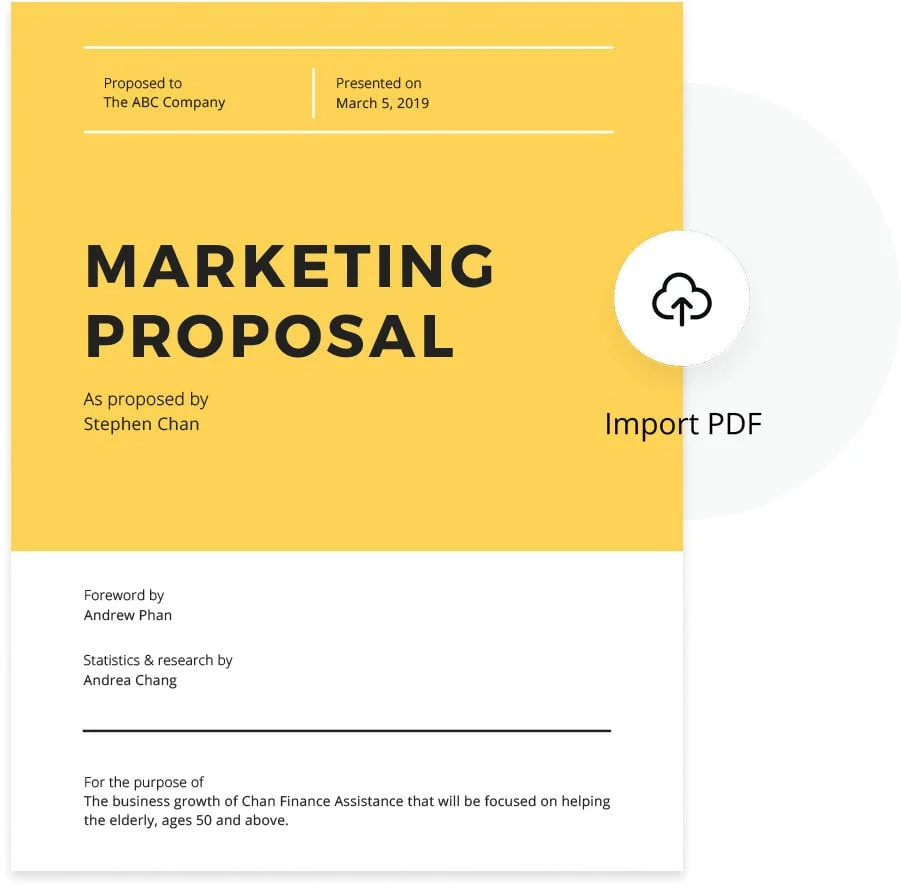 Proposed to
The ABC Company
Presented on
March 5, 2019
MARKETING
PROPOSAL
As proposed by
Stephen Chan
Import PDF
Foreword by
Andrew Phan
Statistics & research by
Andrea Chang
For the purpose of
The business growth of Chan Finance Assistance that will be focused on helping
the elderly, ages 50 and above.